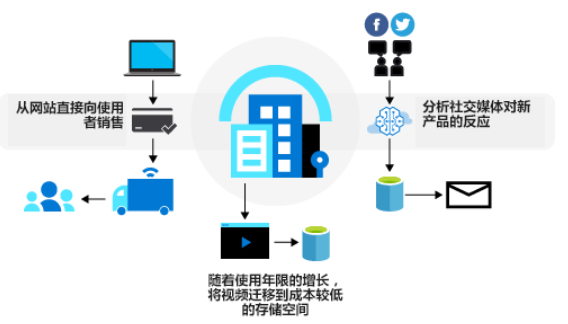 从网站直接向使用
者销售
分析社交媒体对新
产品的反应
随着使用年限的增长，
将视频迁移到成本较低
的存储空间